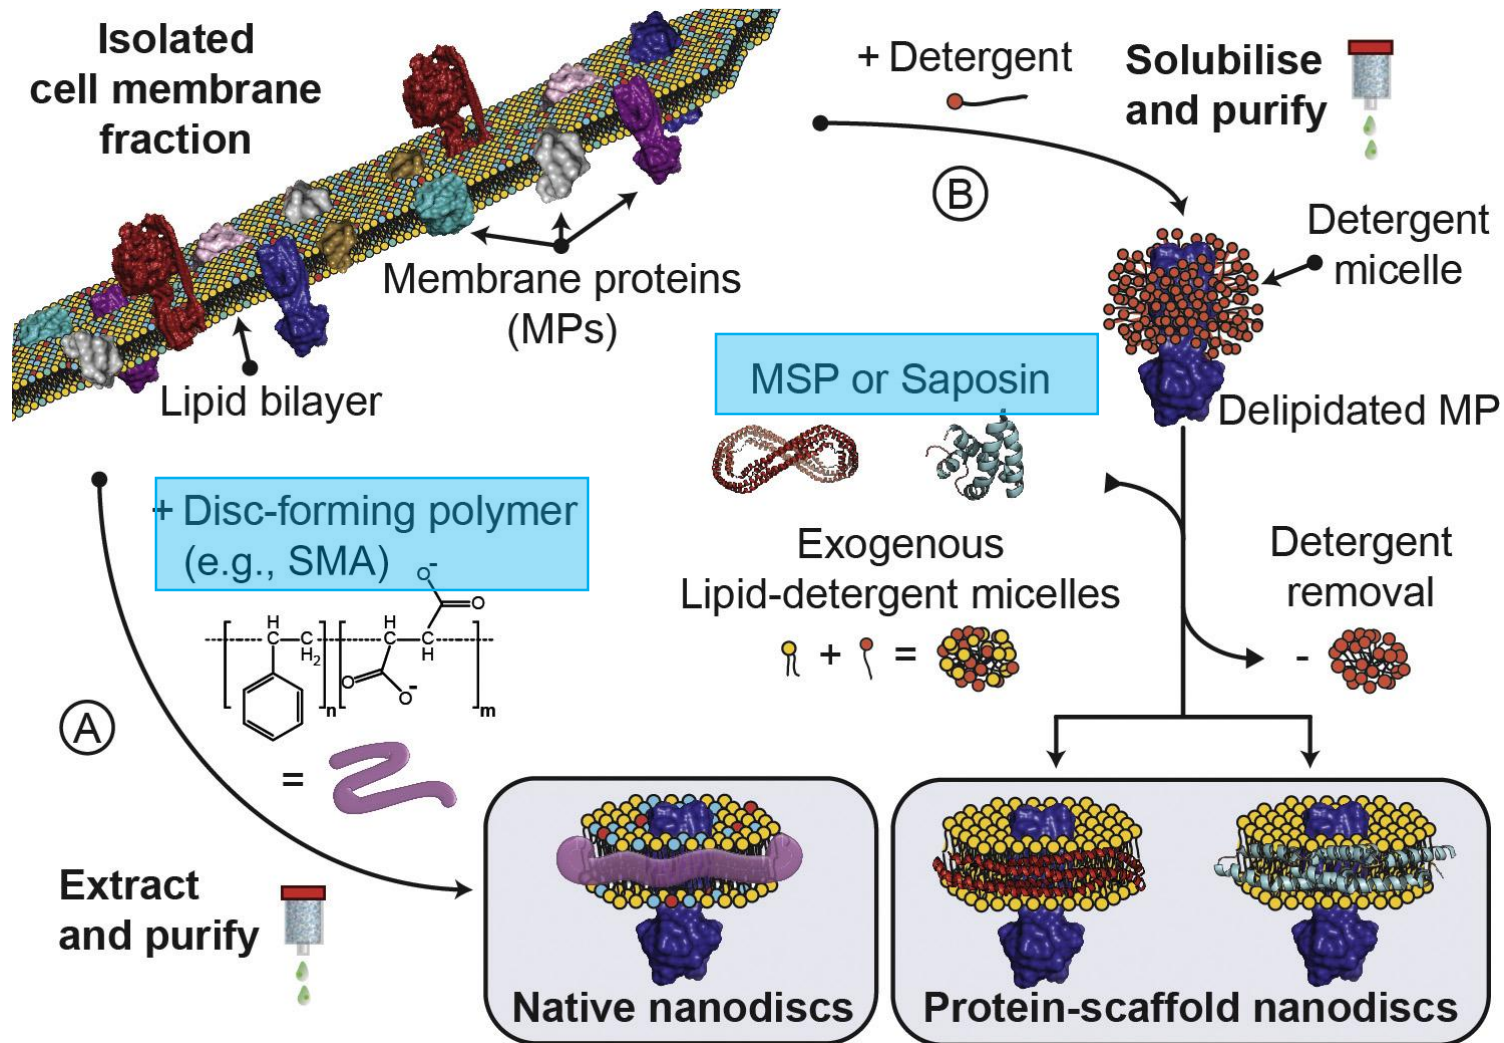 Isolated
cell membrane
fraction
+ Detergent
Solubilise
and purify
B
Detergent
micelle
Membrane proteins
(MPs)
Lipid bilayer
MSP or Saposin
Delipidated MP
+ Disc-forming polymer
(e.g., SMA)
Exogenous
Lipid-detergent micelles
+ =
Detergent
removal
-
O-
O
H
C
C
H2
H
C
C
H
O
O-
n
m
A
=
Extract
and purify
Native nanodiscs
Protein-scaffold nanodiscs